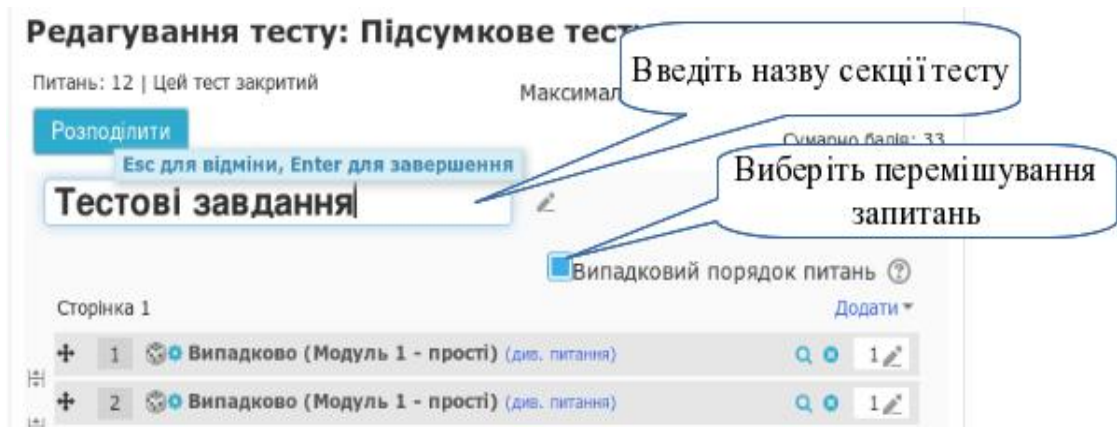 Редагування тесту: Підсумкове тест
Введіть назву секції тесту
Питань: 12 | Цей тест закритий
Максимал
Розподілити
Сумарно балів: 33
Esc для відміни, Enter для завершення
Виберіть перемішування
запитань
Тестові завдання
Випадковий порядок питань
Сторінка 1
Додати
1 Випадково (Модуль 1 - прості) (див. питання) 1
2 Випадково (Модуль 1 - прості) (див. питання) 1